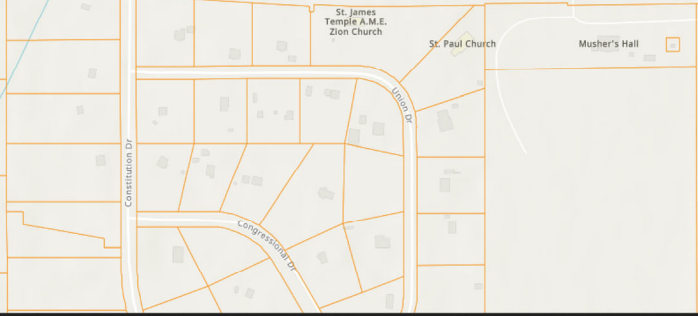 St. James
Temple A.M.E.
Zion Church
St. Paul Church
Musher's Hall
Union Dr
Constitution Dr
Congressional Dr